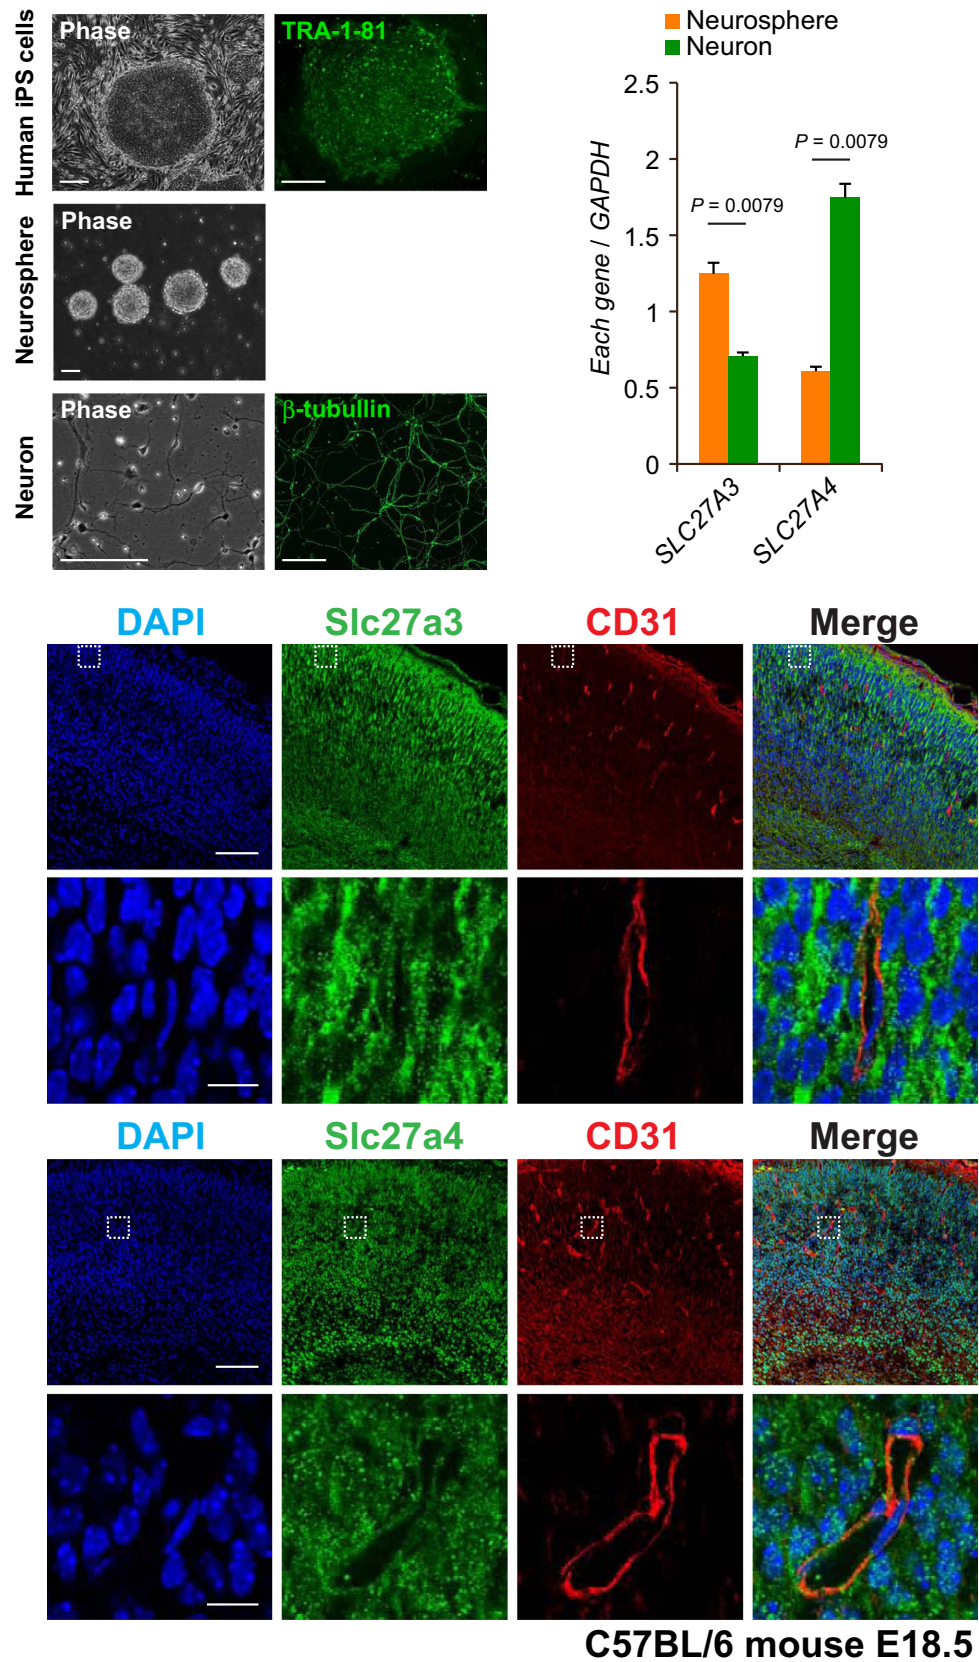 Human iPS cells
Phase
TRA-1-81
Neurosphere
Phase
Neuron
Phase
β-tubullin
Neurosphere
Neuron
Each gene / GAPDH
2.5
2
1.5
1
0.5
0
P = 0.0079
P = 0.0079
SLC27A3
SLC27A4
DAPI Slc27a3 CD31 Merge
DAPI Slc27a4 CD31 Merge
C57BL/6 mouse E18.5